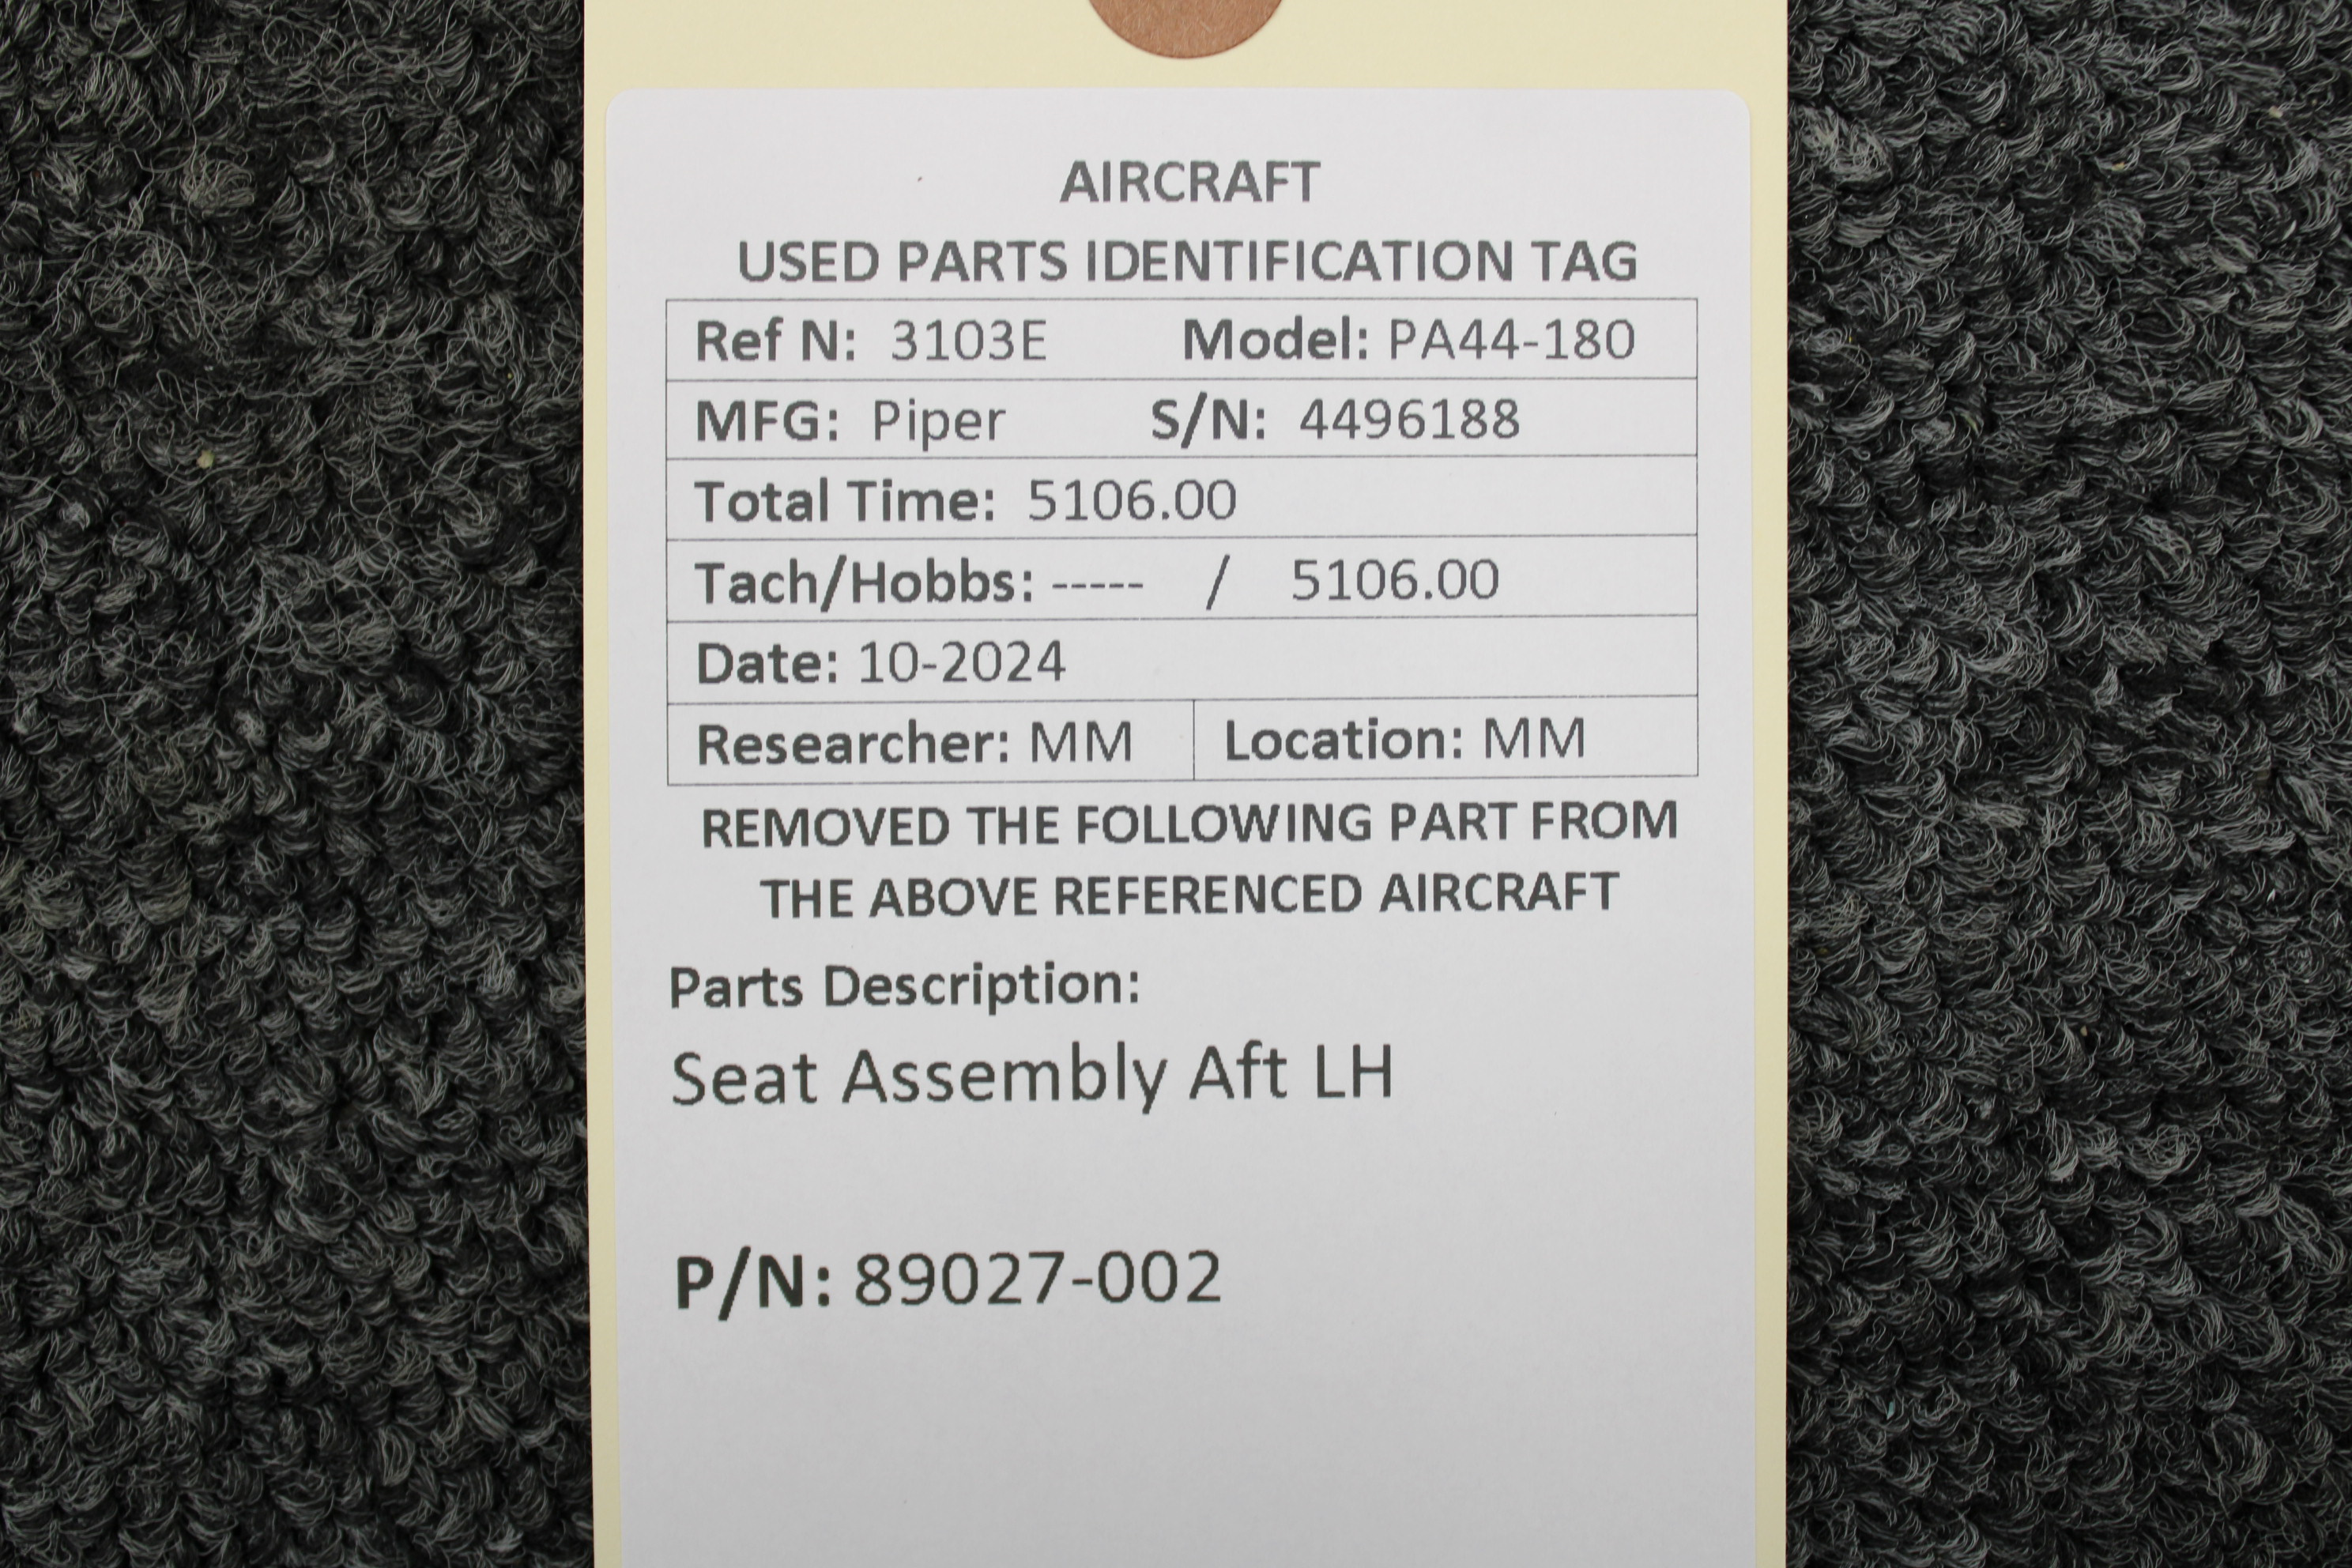 AIRCRAFT
USED PARTS IDENTIFICATION TAG
Ref N: 3103E Model: PA44-180
MFG: Piper S/N: 4496188
Total Time: 5106.00
Tach/Hobbs: ----- / 5106.00
Date: 10-2024
Researcher: MM Location: MM
REMOVED THE FOLLOWING PART FROM
THE ABOVE REFERENCED AIRCRAFT
Parts Description:
Seat Assembly Aft LH
P/N: 89027-002